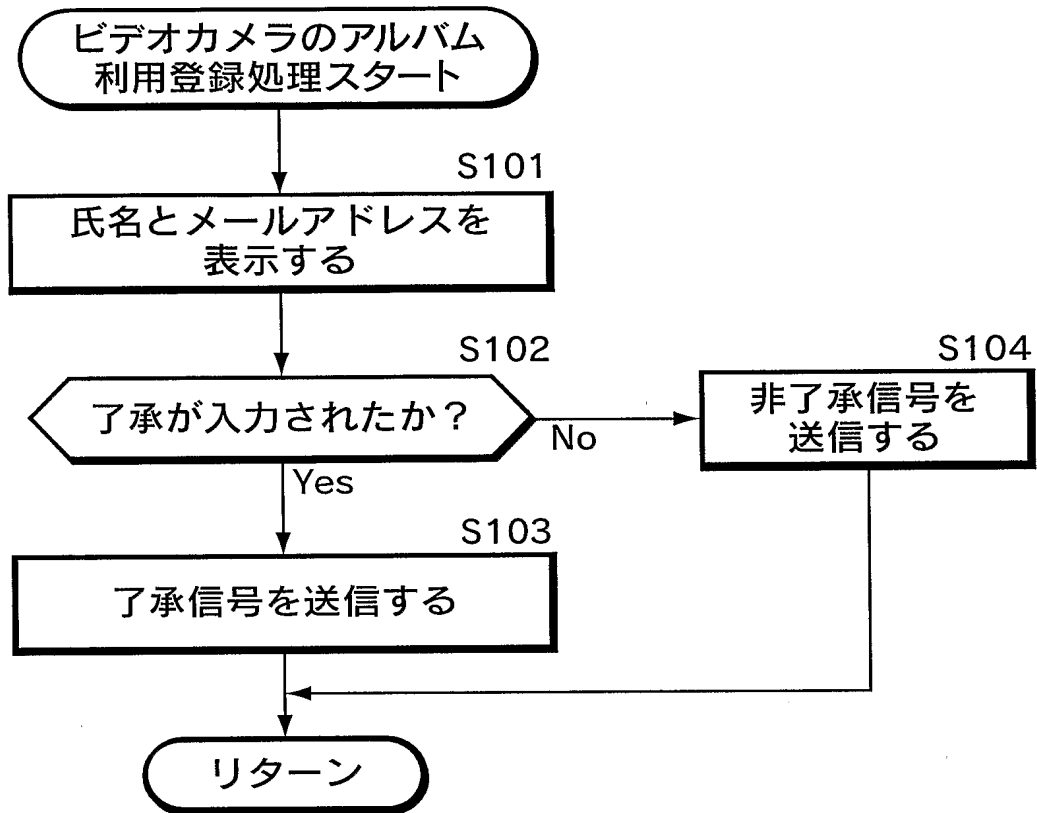 ビデオカメラのアルバム
利用登録処理スタート
S101
氏名とメールアドレスを
表示する
S102
了承が入力されたか？
No
S104
非了承信号を
送信する
Yes
S103
了承信号を送信する
リターン